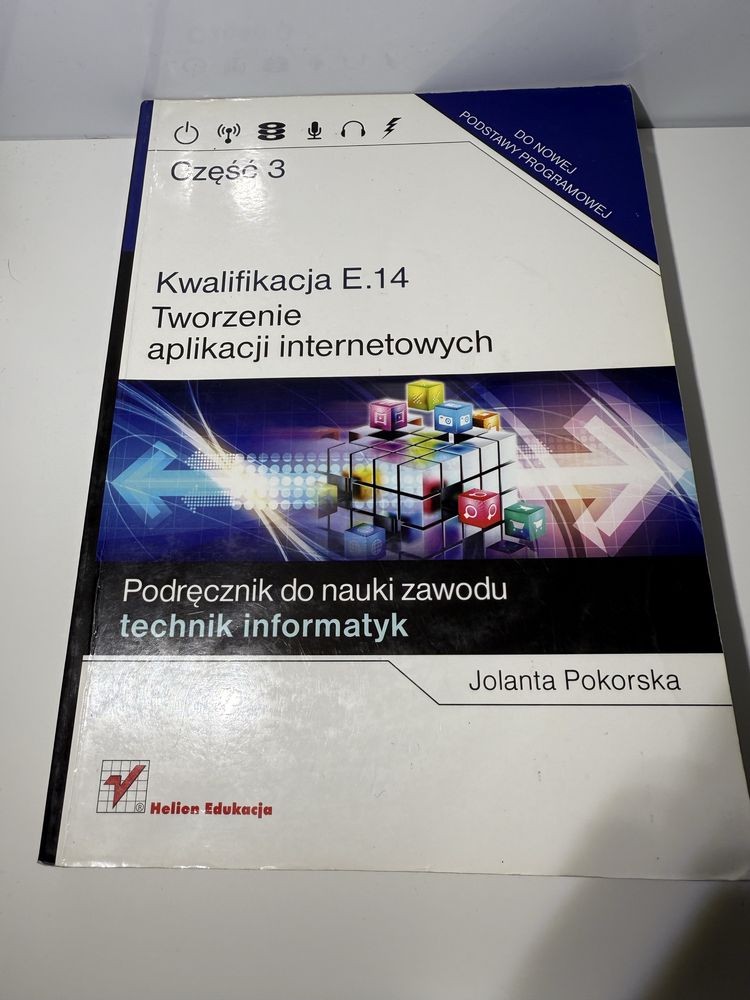 DO NOWEJ
PODSTAWY PROGRAMOWEJ
Część 3
Kwalifikacja E.14
Tworzenie
aplikacji internetowych
Podręcznik do nauki zawodu
technik informatyk
Jolanta Pokorska
® Helion Edukacja